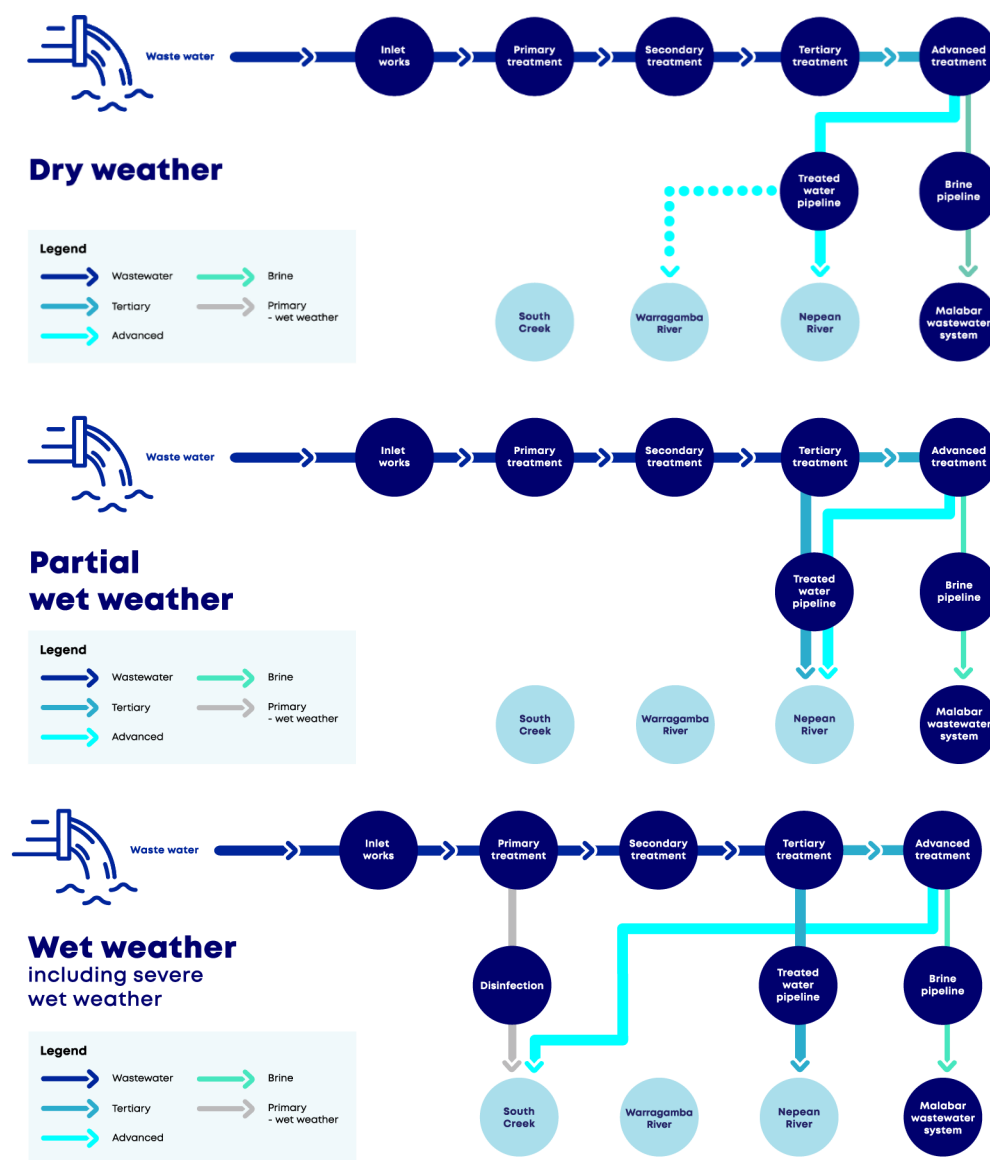 Waste water
Inlet
works
Primary
treatment
Secondary
treatment
Tertiary
treatment
Advanced
treatment
Dry weather
Treated
water
pipeline
Brine
pipeline
Legend
Wastewater
Brine
Tertiary
Primary
- wet weather
Advanced
South
Creek
Warragamba
River
Nepean
River
Malabar
wastewater
system
Waste water
Inlet
works
Primary
treatment
Secondary
treatment
Tertiary
treatment
Advanced
treatment
Partial
wet weather
Treated
water
pipeline
Brine
pipeline
Legend
Wastewater
Brine
Tertiary
Primary
- wet weather
Advanced
South
Creek
Warragamba
River
Nepean
River
Malabar
wastewater
system
Waste water
Inlet
works
Primary
treatment
Secondary
treatment
Tertiary
treatment
Advanced
treatment
Wet weather
including severe
wet weather
Disinfection
Treated
water
pipeline
Brine
pipeline
Legend
Wastewater
Brine
Tertiary
Primary
- wet weather
Advanced
South
Creek
Warragamba
River
Nepean
River
Malabar
wastewater
system